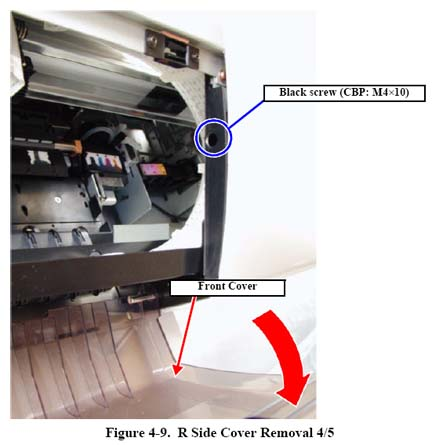 Black screw (CBP: M4×10)
Front Cover
Figure 4-9. R Side Cover Removal 4/5